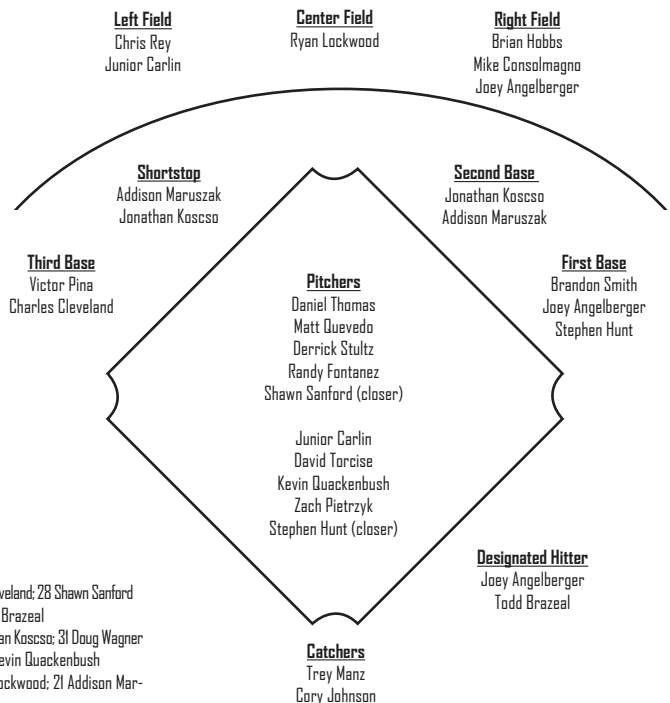 Left Field
Chris Rey
Junior Carlin
Center Field
Ryan Lockwood
Right Field
Brian Hobbs
Mike Consolmagno
Joey Angelberger
Shortstop
Addison Maruszak
Jonathan Koscso
Second Base
Jonathan Koscso
Addison Maruszak
Third Base
Victor Pina
Charles Cleveland
First Base
Brandon Smith
Joey Angelberger
Stephen Hunt
Pitchers
Daniel Thomas
Matt Quevedo
Derrick Stultz
Randy Fontanez
Shawn Sanford (closer)
Junior Carlin
David Torcise
Kevin Quackenbush
Zach Pietrzyk
Stephen Hunt (closer)
Designated Hitter
Joey Angelberger
Todd Brazeal
Catchers
Trey Manz
Cory Johnson
veland; 28 Shawn Sanford
Brazeal
an Koscso; 31 Doug Wagner
evin Quackenbush
ockwood; 21 Addison Mar-